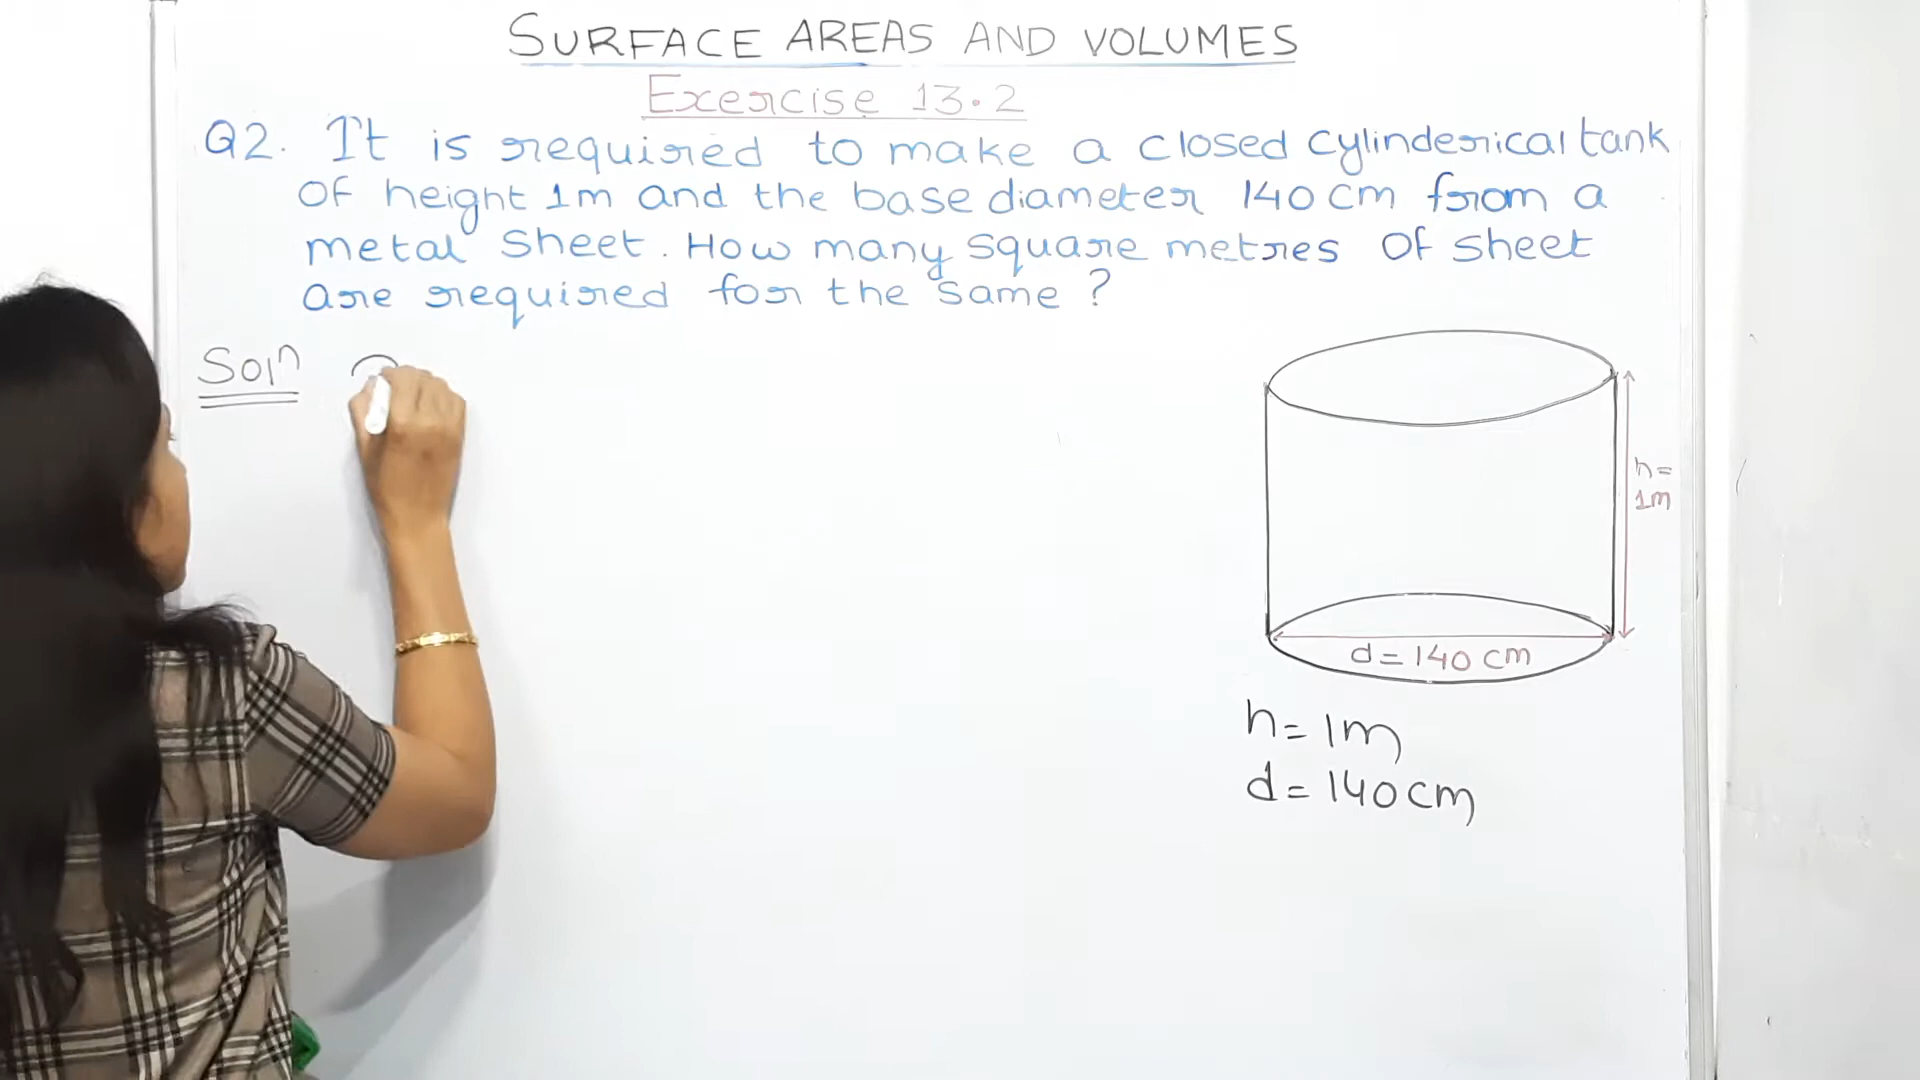 SURFACE AREAS AND VOLUMES
Exercise 13.2
Q2. It is required to make a closed cylinderical tank
of height 1m and the base diameter 140 cm from a
metal sheet. How many square metres of sheet
are required for the same ?
Solⁿ
h=
1m
d = 140 cm
h = 1m
d = 140cm